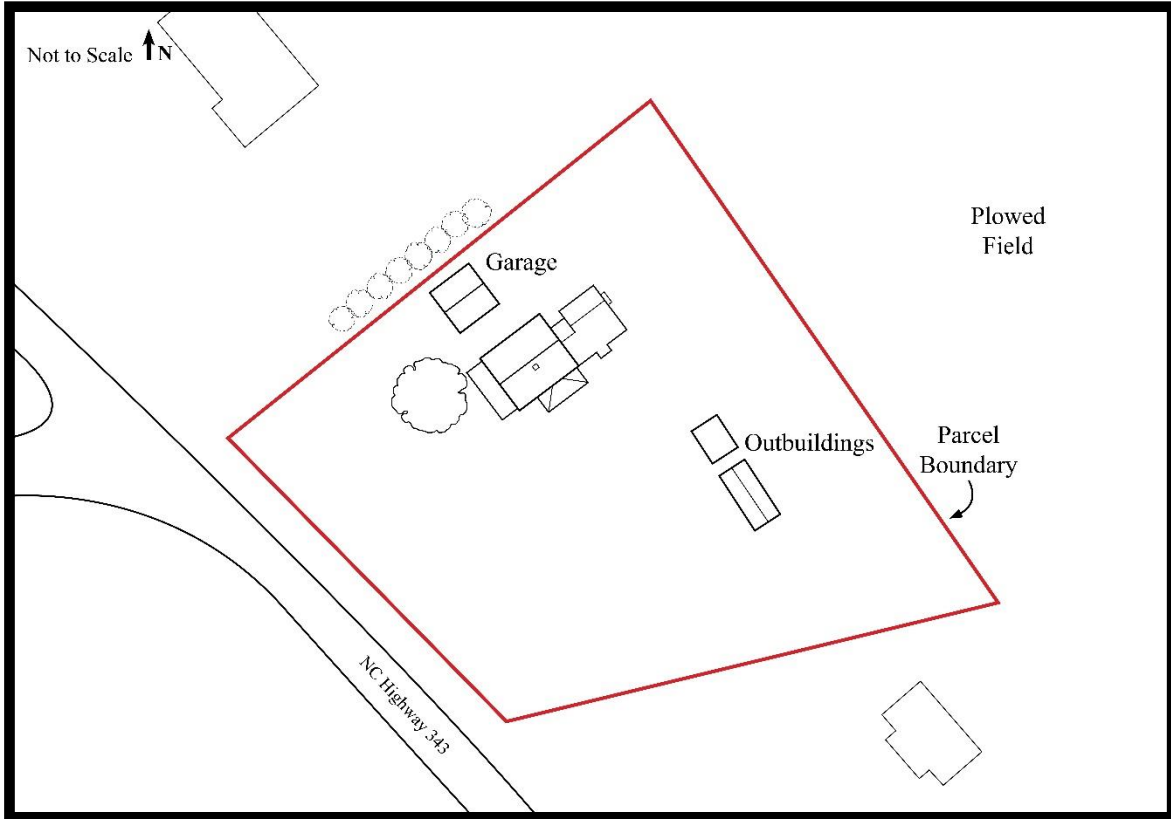 Not to Scale N
Plowed
Field
Garage
Outbuildings
Parcel
Boundary
NC Highway 343